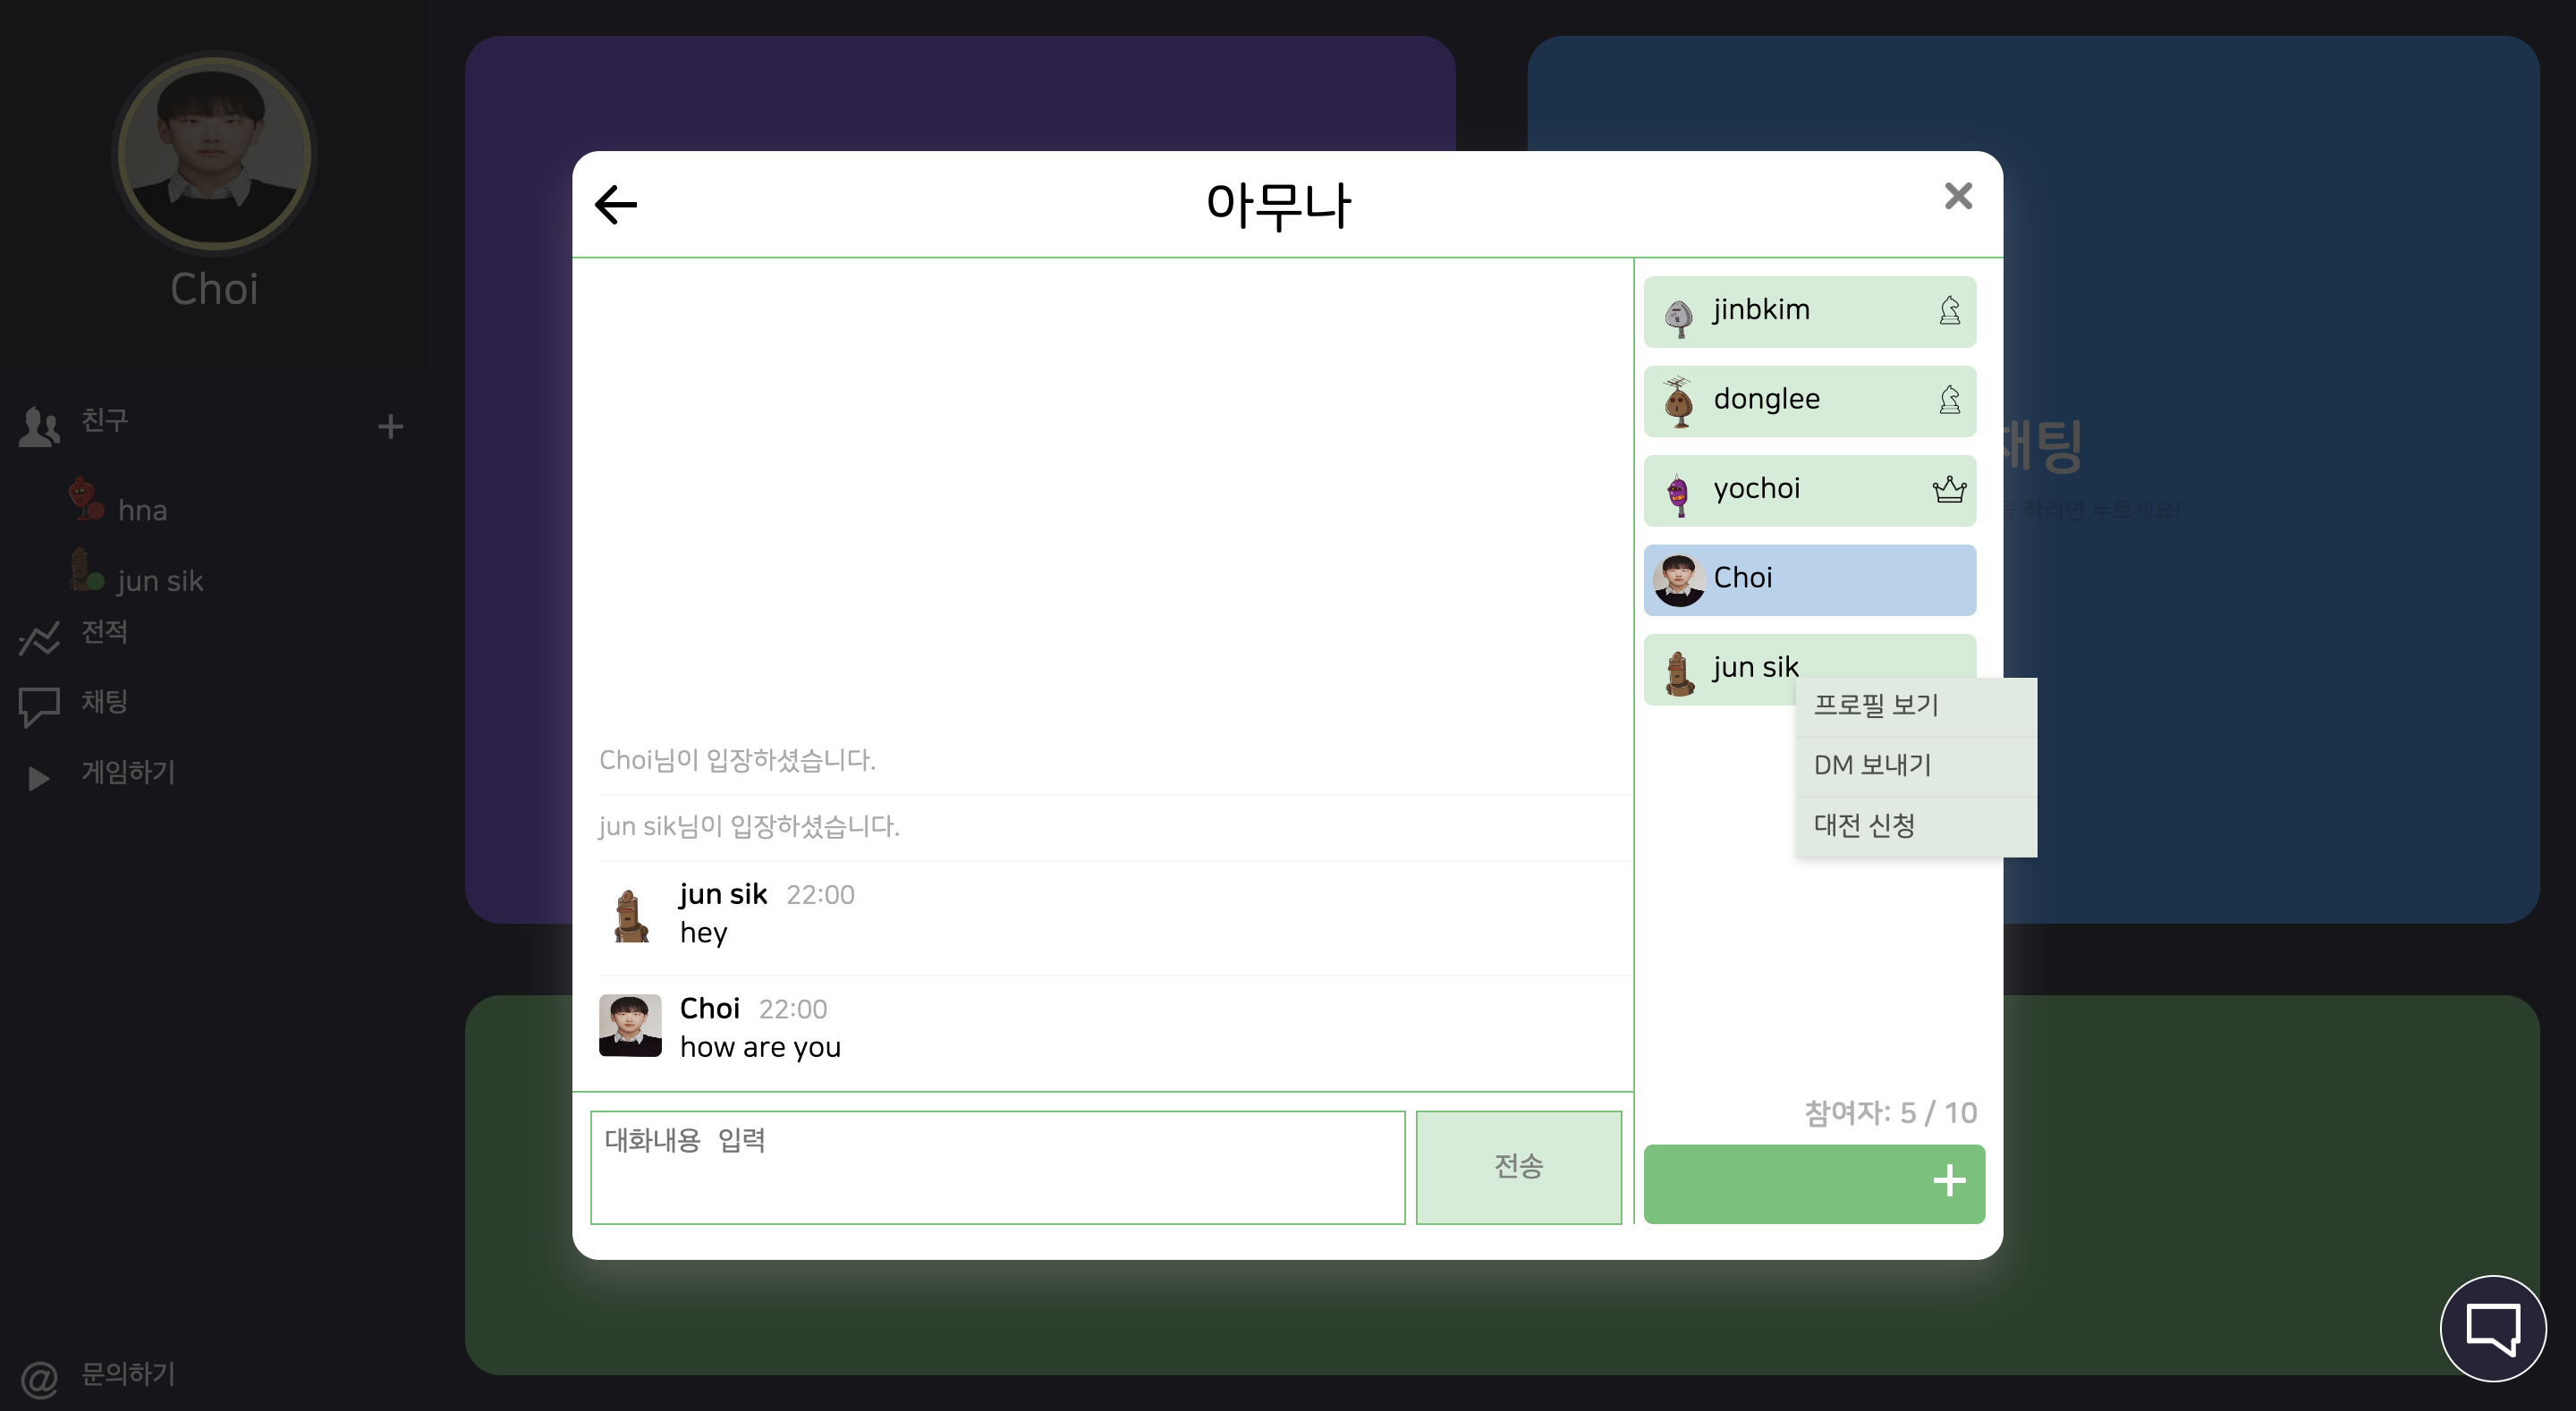 Choi
친구
hna
jun sik
전적
채팅
게임하기
문의하기
아무나
Choi님이 입장하셨습니다.
jun sik님이 입장하셨습니다.
jun sik 22:00
hey
Choi 22:00
how are you
대화내용 입력
전송
jinbkim
donglee
yochoi
Choi
jun sik
프로필 보기
DM 보내기
대전 신청
참여자: 5 / 10
채팅
하려면 누르세요!